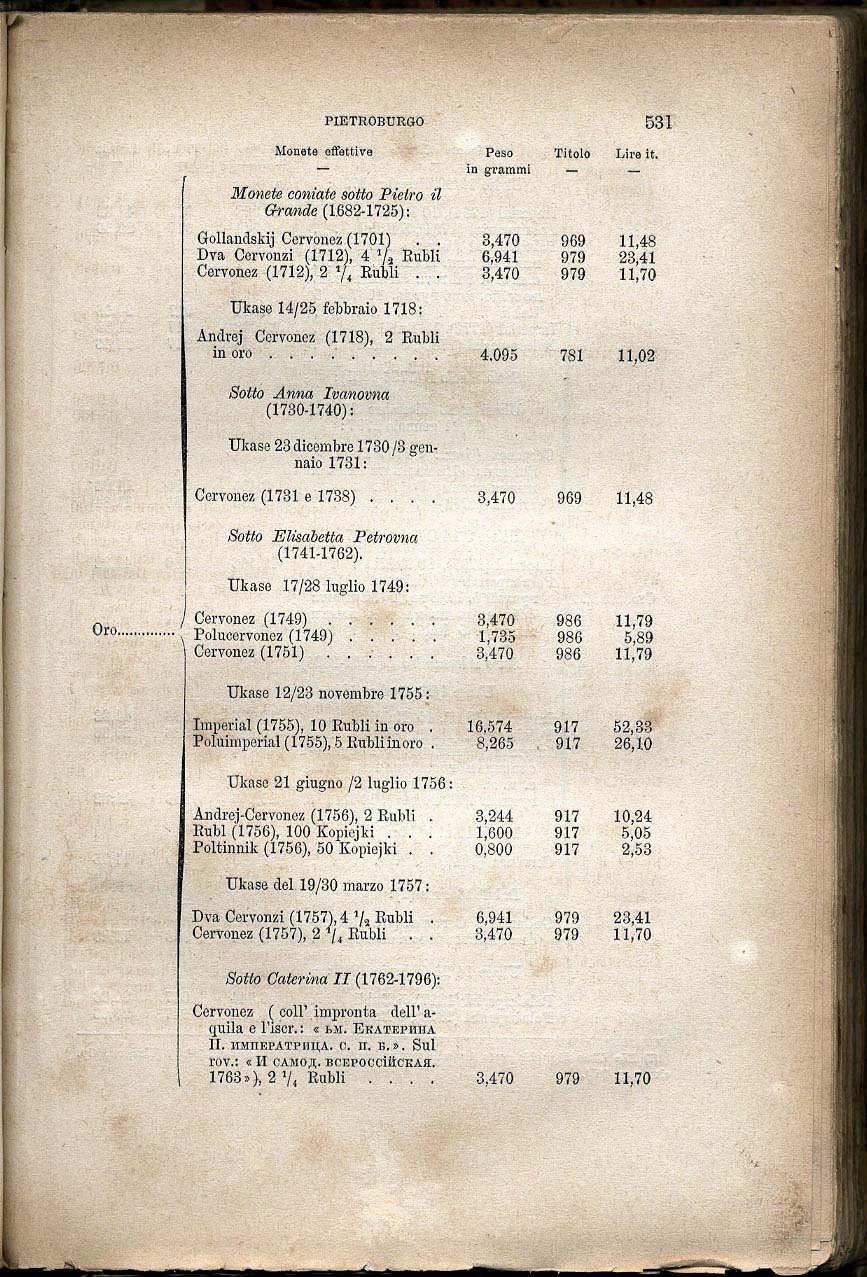 PIETROBURGO 531
Monete effettive Peso Titolo Lire it.
— in grammi — —
Monete coniate sotto Pietro il
Grande (1682-1725):
Gollandskij Cervonez (1701) . . 3,470 969 11,48
Dva Cervonzi (1712), 4 1/2 Rubli 6,941 979 23,41
Cervonez (1712), 2 1/4 Rubli . . 3,470 979 11,70
Ukase 14/25 febbraio 1718:
Andrej Cervonez (1718), 2 Rubli
in oro . . . . . . . . . 4.095 781 11,02
Sotto Anna Ivanovna
(1730-1740):
Ukase 23 dicembre 1730/3 gen-
naio 1731:
Cervonez (1731 e 1738) . . . . 3,470 969 11,48
Sotto Elisabetta Petrovna
(1741-1762).
Ukase 17/28 luglio 1749:
Cervonez (1749) . . . . . . 3,470 986 11,79
Oro..............
Polucervonez (1749) . . . . . 1,735 986 5,89
Cervonez (1751) . . . . . . 3,470 986 11,79
Ukase 12/23 novembre 1755:
Imperial (1755), 10 Rubli in oro . 16,574 917 52,33
Poluimperial (1755), 5 Rubli in oro . 8,265 917 26,10
Ukase 21 giugno /2 luglio 1756:
Andrej-Cervonez (1756), 2 Rubli . 3,244 917 10,24
Rubl (1756), 100 Kopiejki . . . 1,600 917 5,05
Poltinnik (1756), 50 Kopiejki . . 0,800 917 2,53
Ukase del 19/30 marzo 1757:
Dva Cervonzi (1757), 4 1/2 Rubli . 6,941 979 23,41
Cervonez (1757), 2 1/4 Rubli . . 3,470 979 11,70
Sotto Caterina II (1762-1796):
Cervonez ( coll' impronta dell' a-
quila e l'iscr.: « ьм. Екатерина
II. императрица. с. п. б.». Sul
rov.: «И самод. всероссійская.
1763»), 2 1/4 Rubli . . . . 3,470 979 11,70